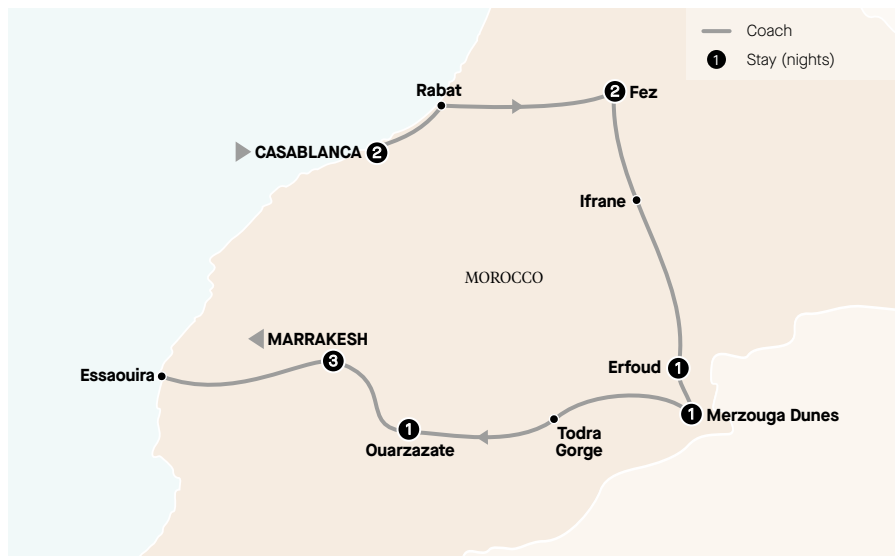 Coach
1 Stay (nights)
Rabat
2 Fez
CASABLANCA 2
Ifrane
MOROCCO
MARRAKESH
3
Essaouira
Erfoud 1
1 Merzouga Dunes
1
Ouarzazate
Todra
Gorge